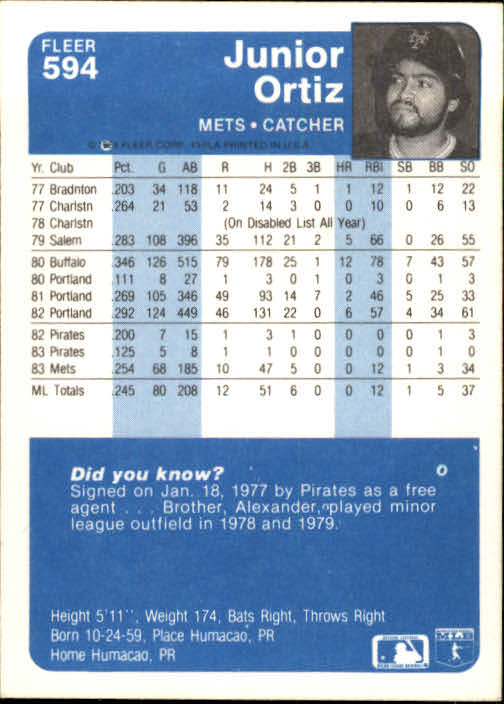 FLEER
594
Junior
Ortiz
METS • CATCHER
FLEER CORP. PHILA PRINTED IN U.S.A.
Yr. Club Pct. G AB R H 2B 3B HR RBI SB BB SO
77 Bradnton .203 34 118 11 24 5 1 1 12 1 12 22
77 Charlstn .264 21 53 2 14 3 0 0 10 0 6 13
78 Charlstn (On Disabled List All Year)
79 Salem .283 108 396 35 112 21 2 5 66 0 26 55
80 Buffalo .346 126 515 79 178 25 1 12 78 7 43 57
80 Portland .111 8 27 1 3 0 1 0 3 0 1 3
81 Portland .269 105 346 49 93 14 7 2 46 5 25 33
82 Portland .292 124 449 46 131 22 0 6 57 4 34 61
82 Pirates .200 7 15 1 3 1 0 0 0 0 1 3
83 Pirates .125 5 8 1 1 0 0 0 0 0 1 0
83 Mets .254 68 185 10 47 5 0 0 12 1 3 34
ML Totals .245 80 208 12 51 6 0 0 12 1 5 37
Did you know?
Signed on Jan. 18, 1977 by Pirates as a free
agent . . . Brother, Alexander, played minor
league outfield in 1978 and 1979.
Height 5'11'', Weight 174, Bats Right, Throws Right
Born 10-24-59, Place Humacao, PR
Home Humacao, PR